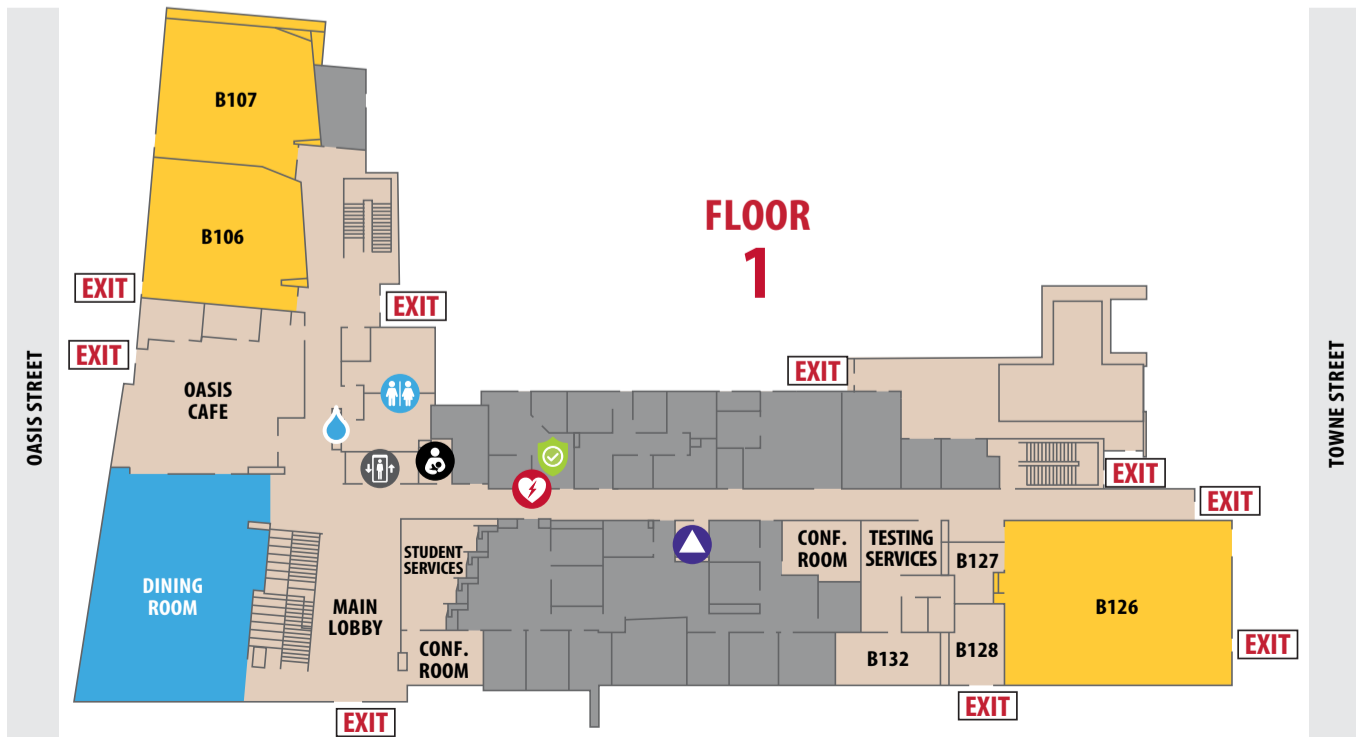 B107
FLOOR
1
B106
EXIT
EXIT
EXIT
OASIS STREET
TOWNE STREET
EXIT
OASIS
CAFE
EXIT
EXIT
CONF.
ROOM
TESTING
SERVICES
STUDENT
SERVICES
B127
DINING
ROOM
MAIN
LOBBY
B126
CONF.
ROOM
B132
B128
EXIT
EXIT
EXIT